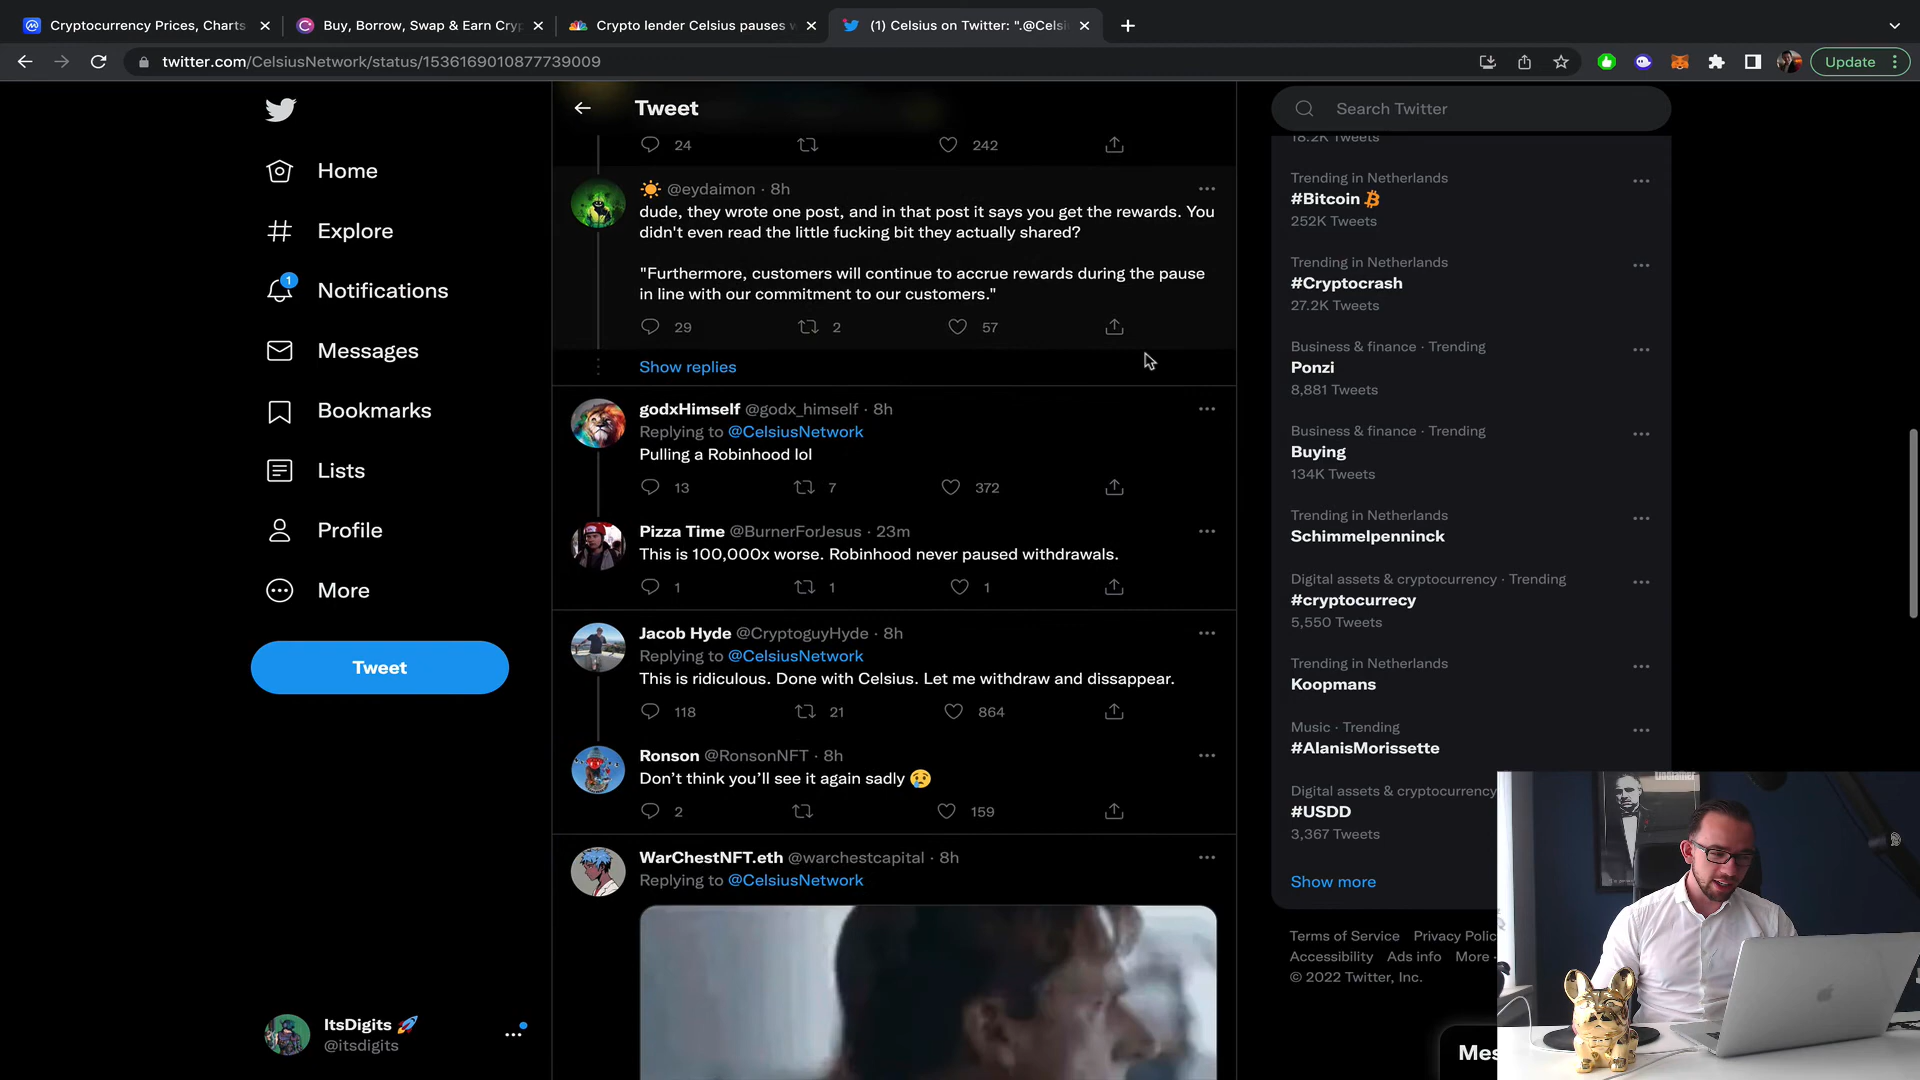 Cryptocurrency Prices, Charts
Buy, Borrow, Swap & Earn Cryp
Crypto lender Celsius pauses w
(1) Celsius on Twitter: ".@Celsi
twitter.com/CelsiusNetwork/status/1536169010877739009
Update
Home
Explore
1
Notifications
Messages
Bookmarks
Lists
Profile
More
Tweet
ItsDigits 🚀
@itsdigits
Tweet
24 242
☀️ @eydaimon · 8h
dude, they wrote one post, and in that post it says you get the rewards. You
didn't even read the little fucking bit they actually shared?
"Furthermore, customers will continue to accrue rewards during the pause
in line with our commitment to our customers."
29 2 57
Show replies
godxHimself @godx_himself · 8h
Replying to @CelsiusNetwork
Pulling a Robinhood lol
13 7 372
Pizza Time @BurnerForJesus · 23m
This is 100,000x worse. Robinhood never paused withdrawals.
1 1 1
Jacob Hyde @CryptoguyHyde · 8h
Replying to @CelsiusNetwork
This is ridiculous. Done with Celsius. Let me withdraw and dissappear.
118 21 864
Ronson @RonsonNFT · 8h
Don't think you'll see it again sadly 😢
2 159
WarChestNFT.eth @warchestcapital · 8h
Replying to @CelsiusNetwork
Search Twitter
18.2K Tweets
Trending in Netherlands
#Bitcoin
252K Tweets
Trending in Netherlands
#Cryptocrash
27.2K Tweets
Business & finance · Trending
Ponzi
8,881 Tweets
Business & finance · Trending
Buying
134K Tweets
Trending in Netherlands
Schimmelpenninck
Digital assets & cryptocurrency · Trending
#cryptocurrecy
5,550 Tweets
Trending in Netherlands
Koopmans
Music · Trending
#AlanisMorissette
Digital assets & cryptocurrency
#USDD
3,367 Tweets
Show more
Terms of Service Privacy Polic
Accessibility Ads info More
© 2022 Twitter, Inc.
Mes